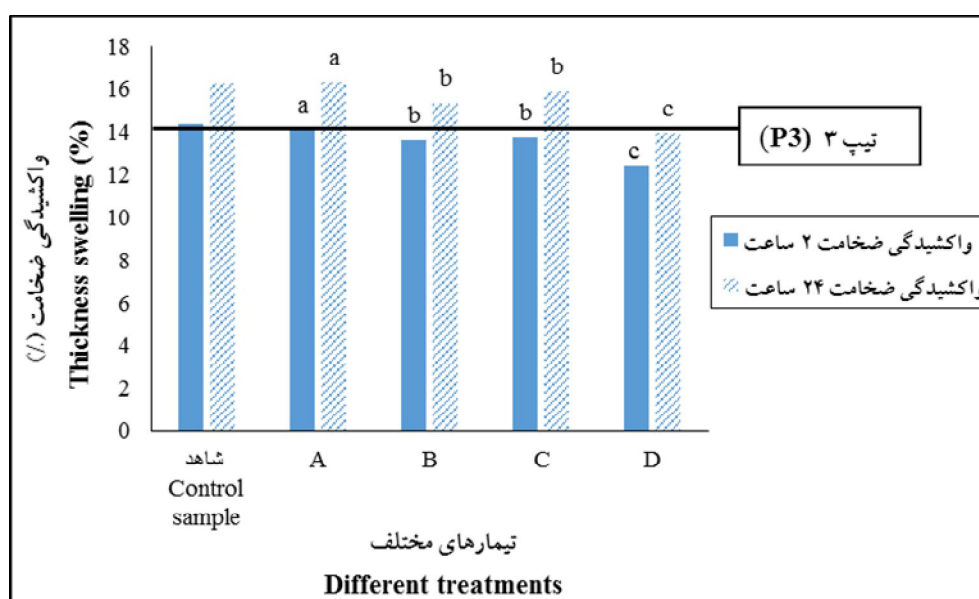 واکشیدگی ضخامت (٪)
Thickness swelling (%)
18
16
14
12
10
8
6
4
2
0
a
a
b
b
b
b
c
c
تیپ ۳ (P3)
واکشیدگی ضخامت ۲ ساعت
واکشیدگی ضخامت ۲۴ ساعت
شاهد
Control
sample
A
B
C
D
تیمارهای مختلف
Different treatments